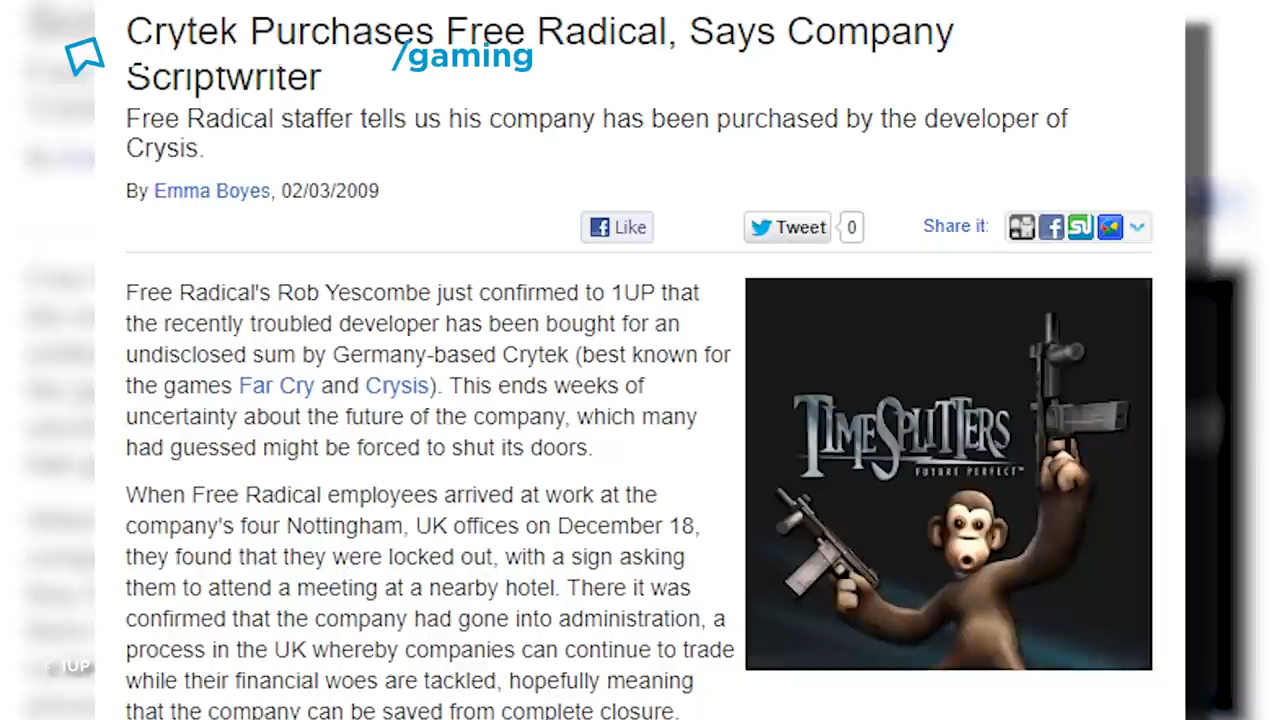 Crytek Purchases Free Radical, Says Company
/gaming
Scriptwriter
Free Radical staffer tells us his company has been purchased by the developer of
Crysis.
By Emma Boyes, 02/03/2009
Like
Tweet 0
Share it:
Free Radical's Rob Yescombe just confirmed to 1UP that
the recently troubled developer has been bought for an
undisclosed sum by Germany-based Crytek (best known for
the games Far Cry and Crysis). This ends weeks of
uncertainty about the future of the company, which many
had guessed might be forced to shut its doors.
When Free Radical employees arrived at work at the
company's four Nottingham, UK offices on December 18,
they found that they were locked out, with a sign asking
them to attend a meeting at a nearby hotel. There it was
confirmed that the company had gone into administration, a
process in the UK whereby companies can continue to trade
while their financial woes are tackled, hopefully meaning
that the company can be saved from complete closure.
TIMESPLITTERS
FUTURE PERFECT™
1UP